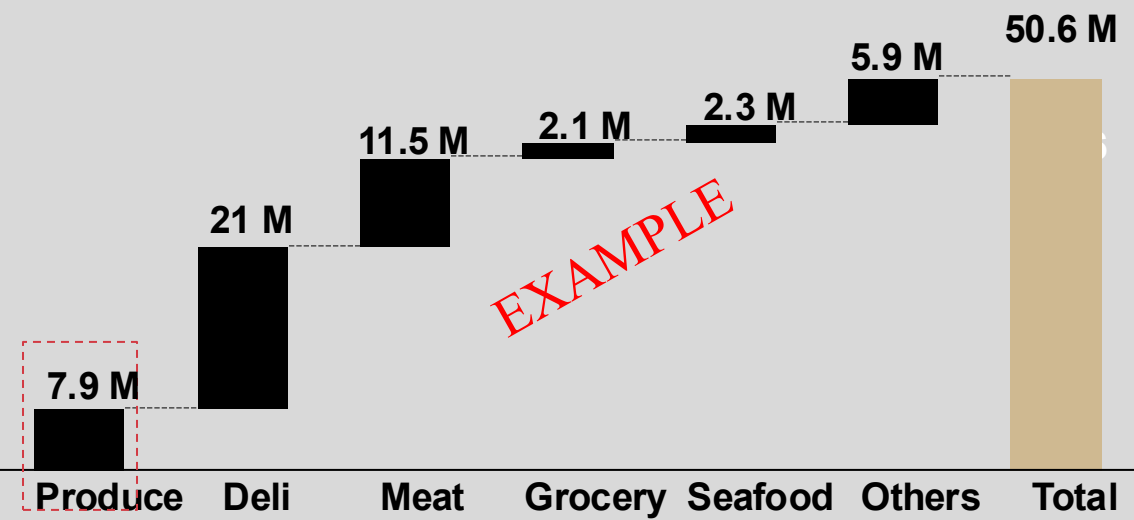 50.6 M
5.9 M
2.3 M
2.1 M
11.5 M
21 M
7.9 M
EXAMPLE
Produce Deli Meat Grocery Seafood Others Total